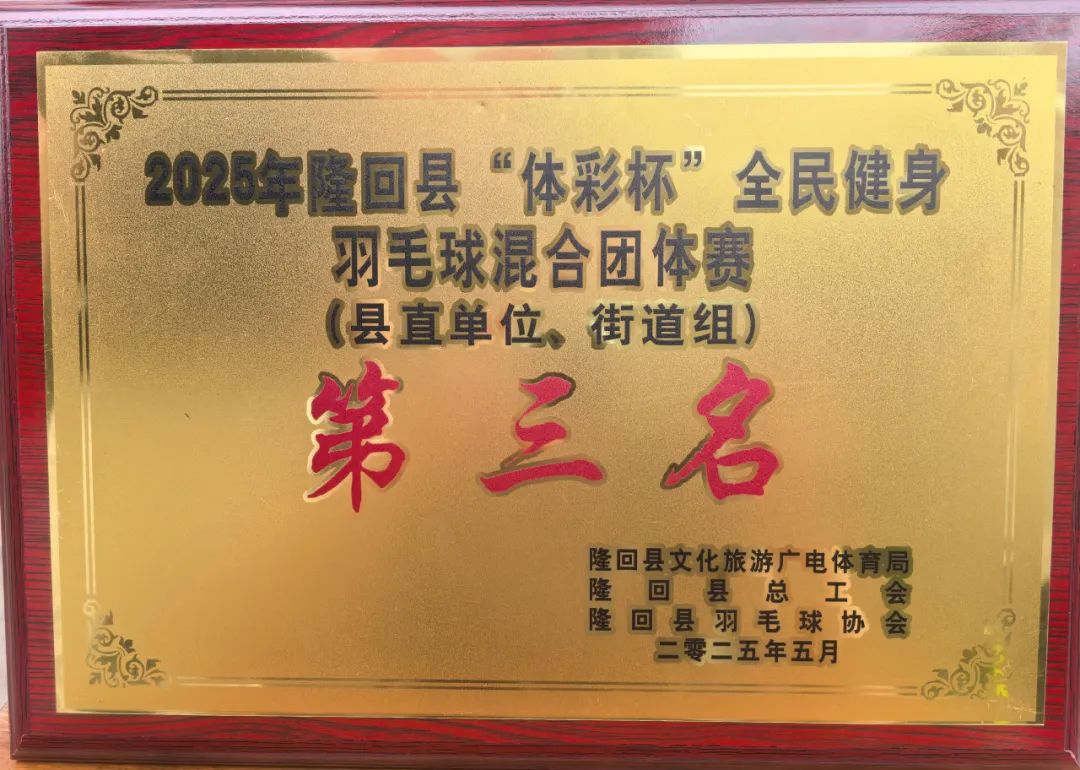 2025年隆回县“体彩杯”全民健身
羽毛球混合团体赛
（县直单位、街道组）
第三名
隆回县文化旅游广电体育局
隆回县总工会
隆回县羽毛球协会
二零二五年五月